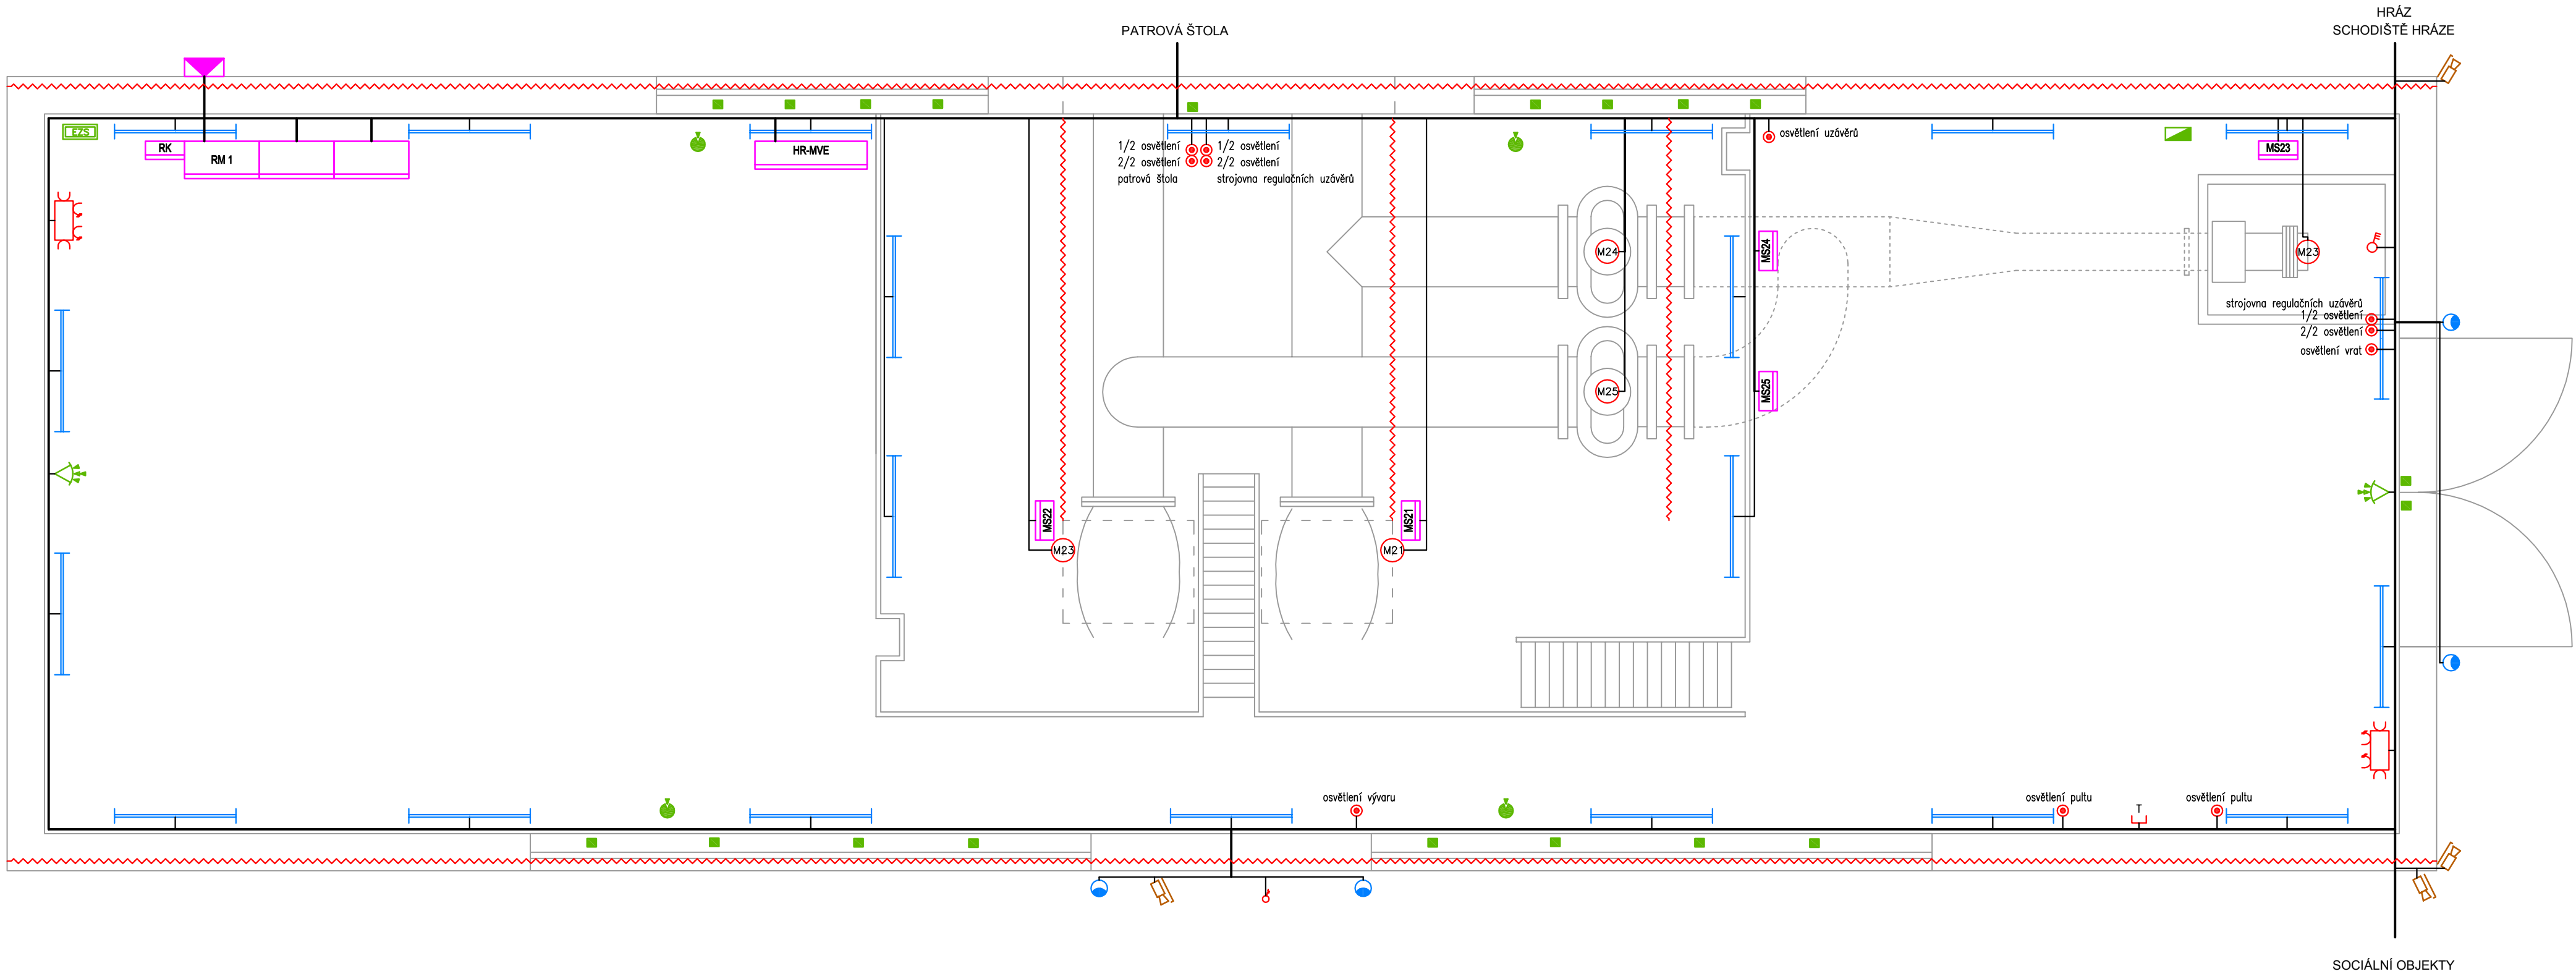 HRÁZ
PATROVÁ ŠTOLA
SCHODIŠTĚ HRÁZE
EZS
RK
RM 1
HR-MVE
1/2 osvětlení
2/2 osvětlení
patrová štola
1/2 osvětlení
2/2 osvětlení
strojovna regulačních uzávěrů
osvětlení uzávěrů
MS23
M24
MS24
M23
strojovna regulačních uzávěrů
1/2 osvětlení
2/2 osvětlení
osvětlení vrat
M25
MS25
MS22
MS21
M23
M21
osvětlení vývaru
osvětlení pultu
T
osvětlení pultu
SOCIÁLNÍ OBJEKTY